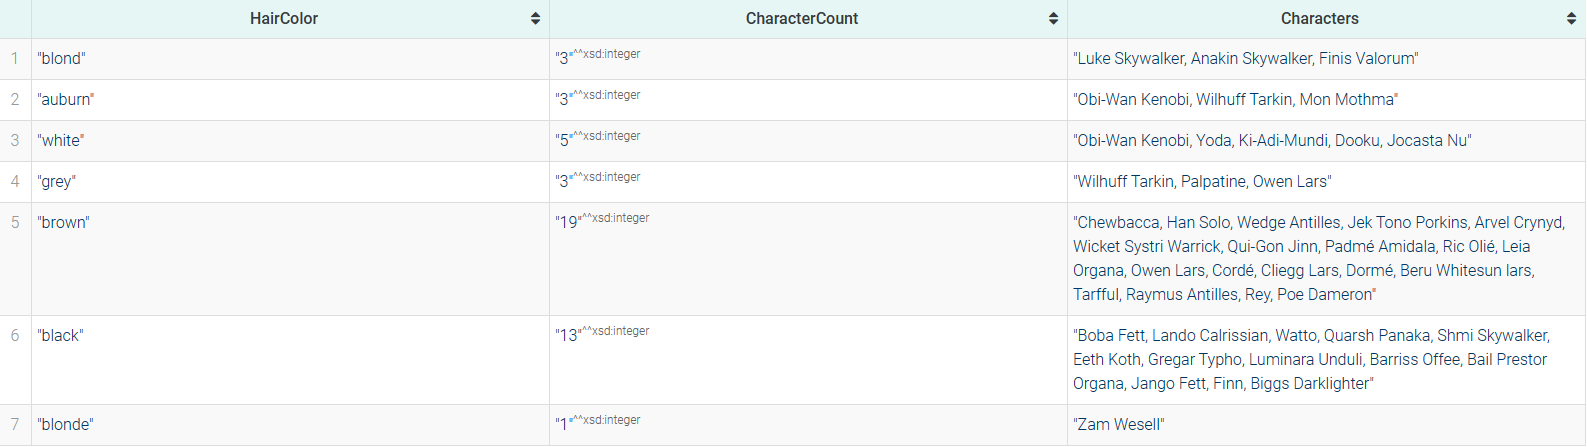 HairColor CharacterCount Characters
1 "blond" "3"^^xsd:integer "Luke Skywalker, Anakin Skywalker, Finis Valorum"
2 "auburn" "3"^^xsd:integer "Obi-Wan Kenobi, Wilhuff Tarkin, Mon Mothma"
3 "white" "5"^^xsd:integer "Obi-Wan Kenobi, Yoda, Ki-Adi-Mundi, Dooku, Jocasta Nu"
4 "grey" "3"^^xsd:integer "Wilhuff Tarkin, Palpatine, Owen Lars"
5 "brown" "19"^^xsd:integer "Chewbacca, Han Solo, Wedge Antilles, Jek Tono Porkins, Arvel Crynyd,
Wicket Systri Warrick, Qui-Gon Jinn, Padmé Amidala, Ric Olié, Leia
Organa, Owen Lars, Cordé, Cliegg Lars, Dormé, Beru Whitesun lars,
Tarfful, Raymus Antilles, Rey, Poe Dameron"
6 "black" "13"^^xsd:integer "Boba Fett, Lando Calrissian, Watto, Quarsh Panaka, Shmi Skywalker,
Eeth Koth, Gregar Typho, Luminara Unduli, Barriss Offee, Bail Prestor
Organa, Jango Fett, Finn, Biggs Darklighter"
7 "blonde" "1"^^xsd:integer "Zam Wesell"